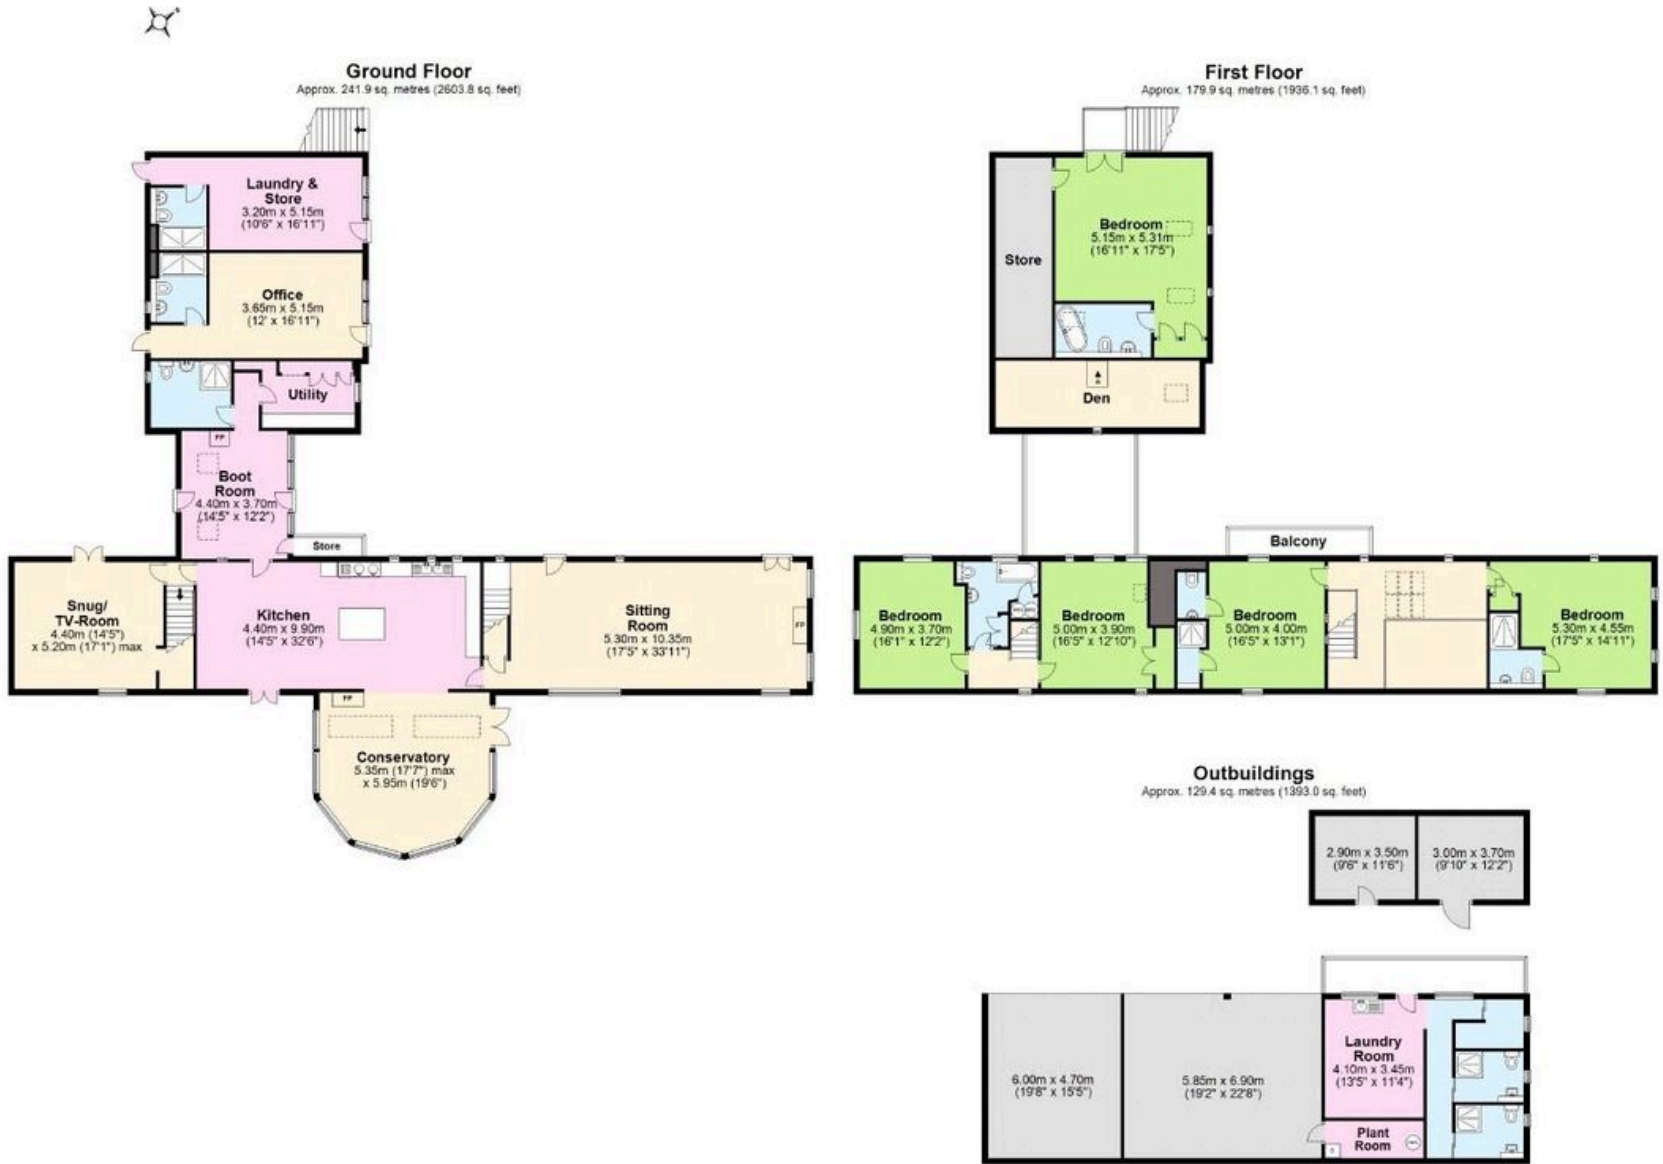 Ground Floor
Approx. 241.9 sq. metres (2603.8 sq. feet)
Laundry &
Store
3.20m x 5.15m
(10'6" x 16'11")
Office
3.65m x 5.15m
(12' x 16'11")
Utility
FP
Boot
Room
4.40m x 3.70m
(14'5" x 12'2")
Store
Snug/
TV-Room
4.40m (14'5")
x 5.20m (17'1") max
Kitchen
4.40m x 9.90m
(14'5" x 32'6")
Sitting
Room
5.30m x 10.35m
(17'5" x 33'11")
FP
FP
Conservatory
5.35m (17'7") max
x 5.95m (19'6")
First Floor
Approx. 179.9 sq. metres (1936.1 sq. feet)
Store
Bedroom
5.15m x 5.31m
(16'11" x 17'5")
Den
Balcony
Bedroom
4.90m x 3.70m
(16'1" x 12'2")
Bedroom
5.00m x 3.90m
(16'5" x 12'10")
Bedroom
5.00m x 4.00m
(16'5" x 13'1")
Bedroom
5.30m x 4.55m
(17'5" x 14'11")
Outbuildings
Approx. 129.4 sq. metres (1393.0 sq. feet)
2.90m x 3.50m
(9'6" x 11'6")
3.00m x 3.70m
(9'10" x 12'2")
6.00m x 4.70m
(19'8" x 15'5")
5.85m x 6.90m
(19'2" x 22'8")
Laundry
Room
4.10m x 3.45m
(13'5" x 11'4")
Plant
Room